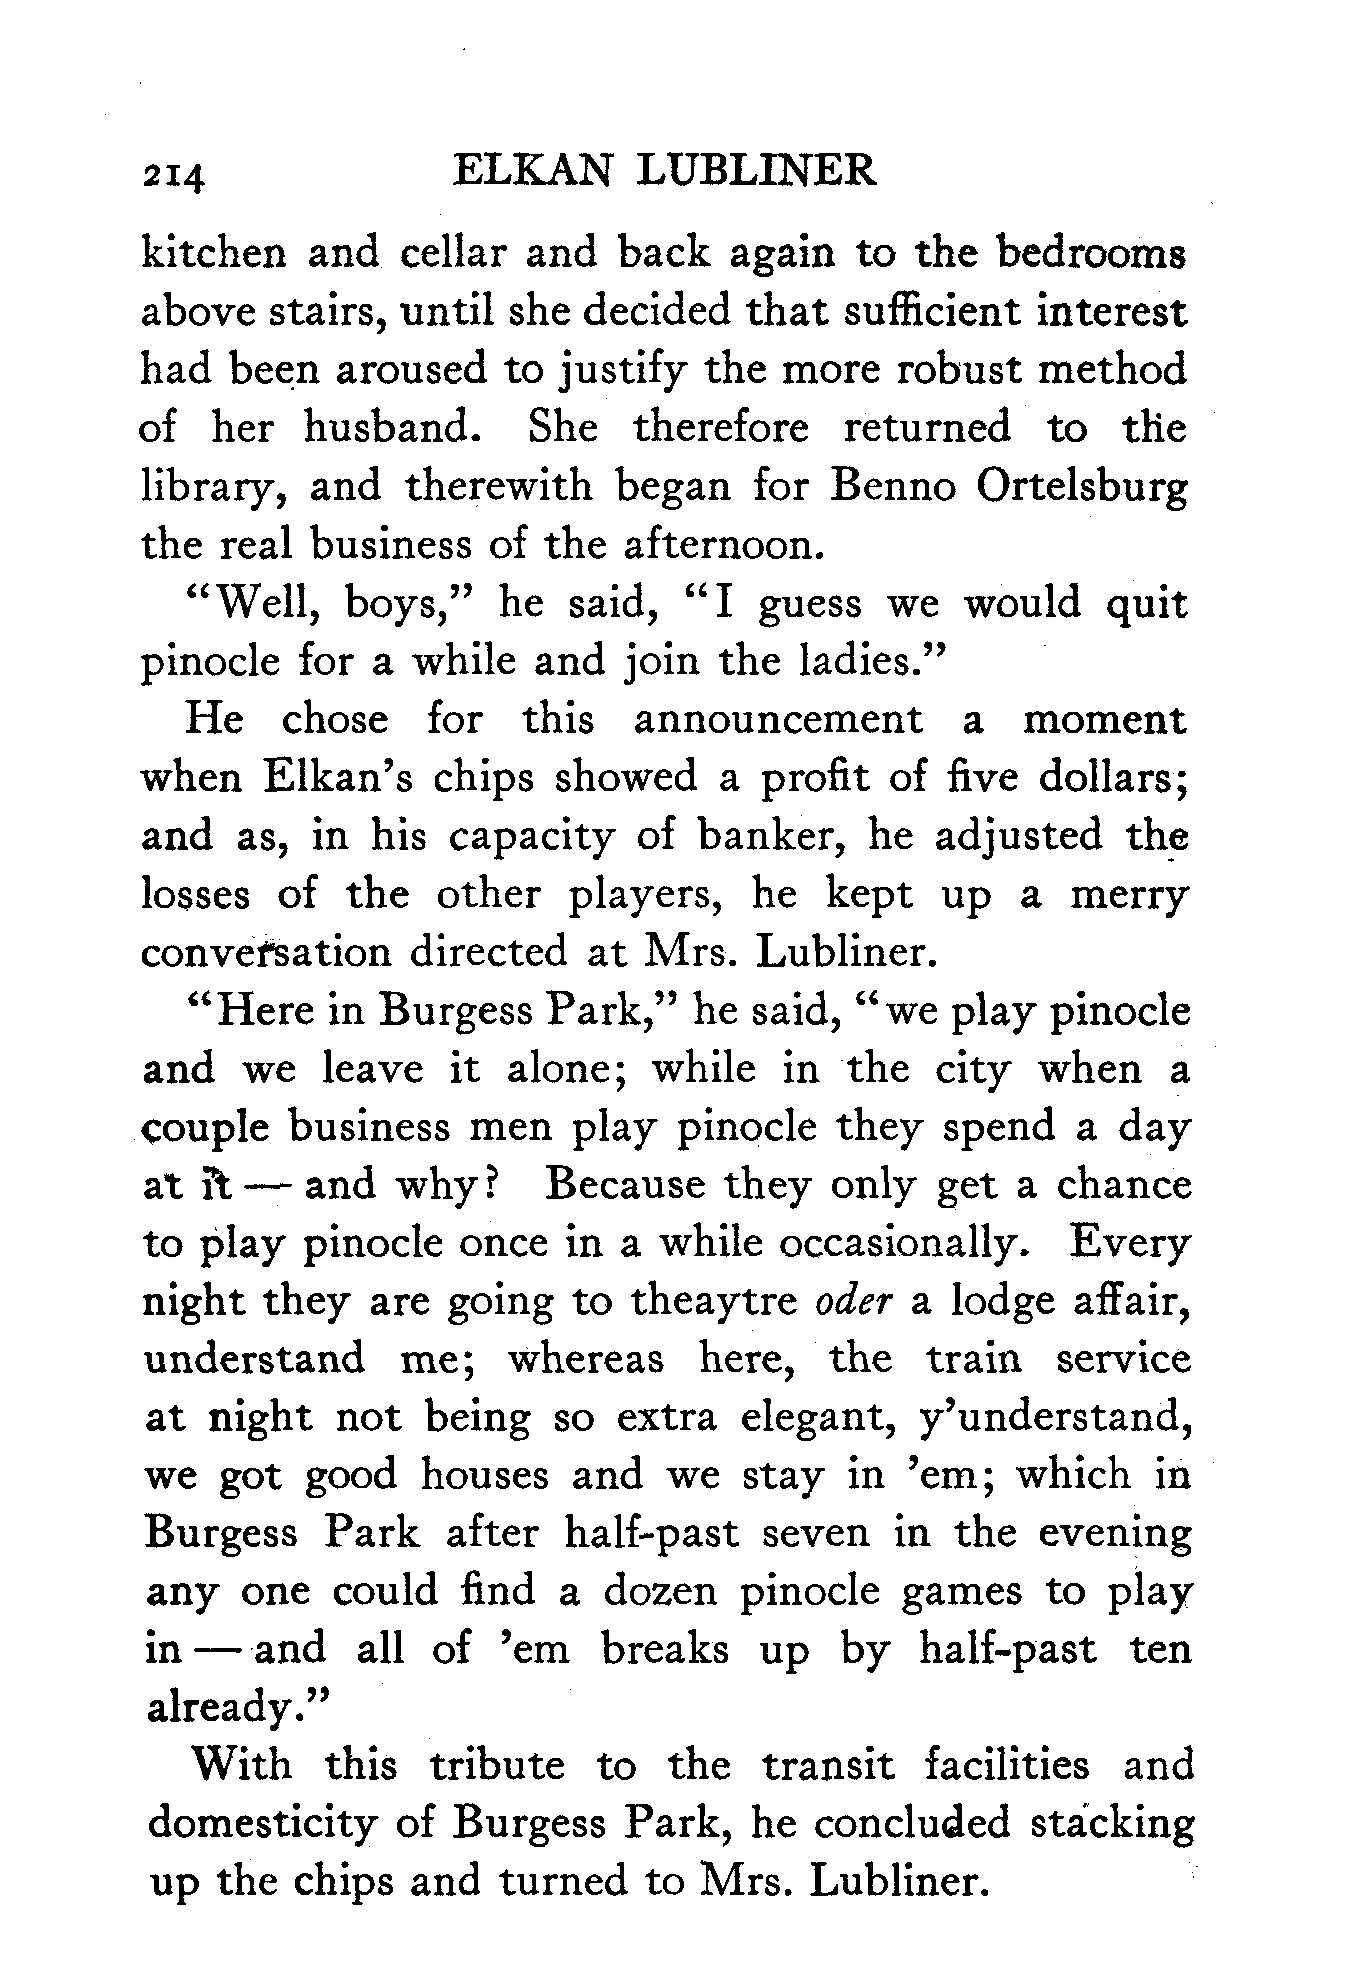 214 ELKAN LUBLINER
kitchen and cellar and back again to the bedrooms
above stairs, until she decided that sufficient interest
had been aroused to justify the more robust method
of her husband. She therefore returned to the
library, and therewith began for Benno Ortelsburg
the real business of the afternoon.
“Well, boys,” he said, “I guess we would quit
pinocle for a while and join the ladies.”
He chose for this announcement a moment
when Elkan’s chips showed a profit of five dollars;
and as, in his capacity of banker, he adjusted the
losses of the other players, he kept up a merry
conversation directed at Mrs. Lubliner.
“Here in Burgess Park,” he said, “we play pinocle
and we leave it alone; while in the city when a
couple business men play pinocle they spend a day
at it — and why? Because they only get a chance
to play pinocle once in a while occasionally. Every
night they are going to theaytre oder a lodge affair,
understand me; whereas here, the train service
at night not being so extra elegant, y’understand,
we got good houses and we stay in ’em; which in
Burgess Park after half-past seven in the evening
any one could find a dozen pinocle games to play
in — and all of ’em breaks up by half-past ten
already.”
With this tribute to the transit facilities and
domesticity of Burgess Park, he concluded stacking
up the chips and turned to Mrs. Lubliner.